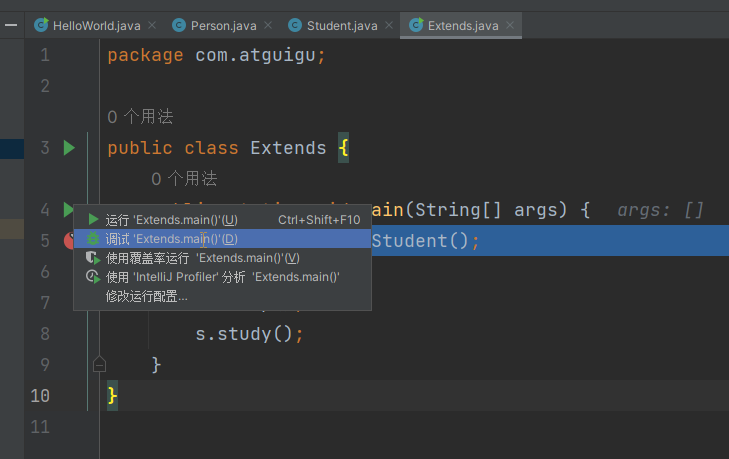 HelloWorld.java Person.java Student.java Extends.java
1 package com.atguigu;
2
0 个用法
3 public class Extends {
0 个用法
4 ain(String[] args) { args: []
运行 'Extends.main()'(U) Ctrl+Shift+F10
5 Student();
调试 'Extends.main()'(D)
6 使用覆盖率运行 'Extends.main()'(V)
使用 'IntelliJ Profiler' 分析 'Extends.main()'
7 修改运行配置...
8 s.study();
9 }
10 }
11